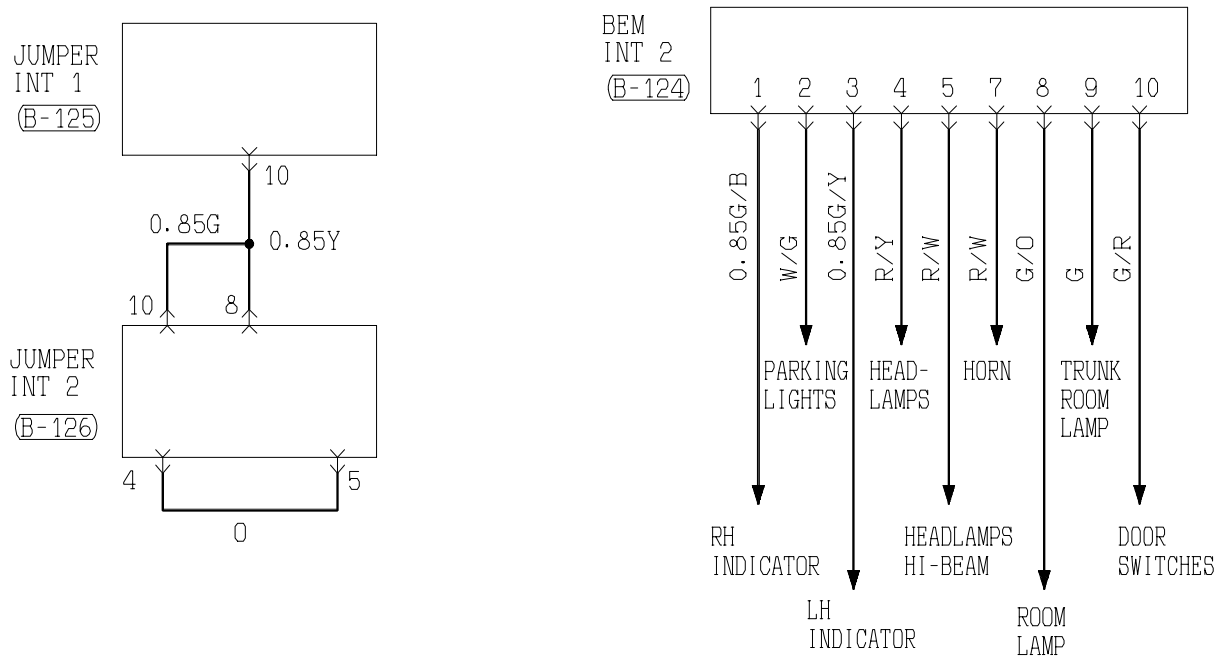 JUMPER
INT 1
B-125
10
0.85G
0.85Y
10
8
JUMPER
INT 2
B-126
4
5
O
BEM
INT 2
B-124
1 2 3 4 5 7 8 9 10
0.85G/B
W/G
0.85G/Y
R/Y
R/W
R/W
G/O
G
G/R
PARKING
LIGHTS
HEAD-
LAMPS
HORN
TRUNK
ROOM
LAMP
RH
INDICATOR
HEADLAMPS
HI-BEAM
DOOR
SWITCHES
LH
INDICATOR
ROOM
LAMP